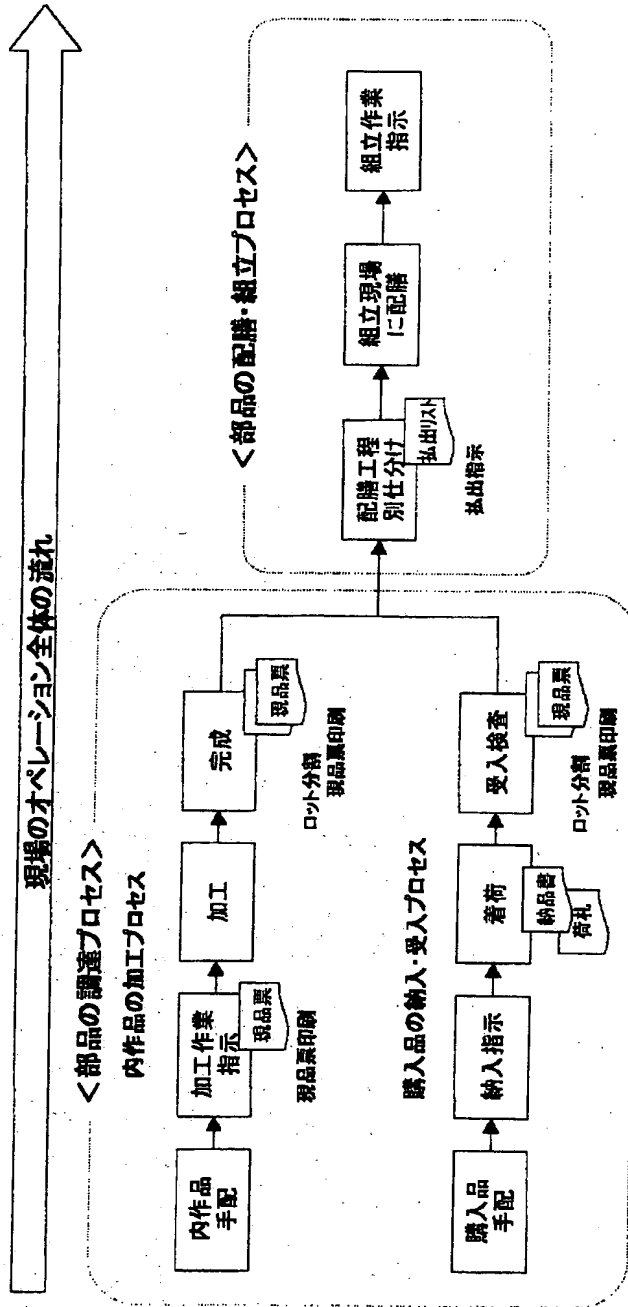 現場のオペレーション全体の流れ
＜部品の調達プロセス＞
内作品の加工プロセス
内作品
手配
加工作業
指示
現品票
現品票印刷
加工
完成
現品票
ロット分割
現品票印刷
購入品の納入・受入プロセス
購入品
手配
納入指示
着荷
納品書
荷札
受入検査
現品票
ロット分割
現品票印刷
＜部品の配膳・組立プロセス＞
配膳工程
別仕分け
払出リスト
払出指示
組立現場
に配膳
組立作業
指示